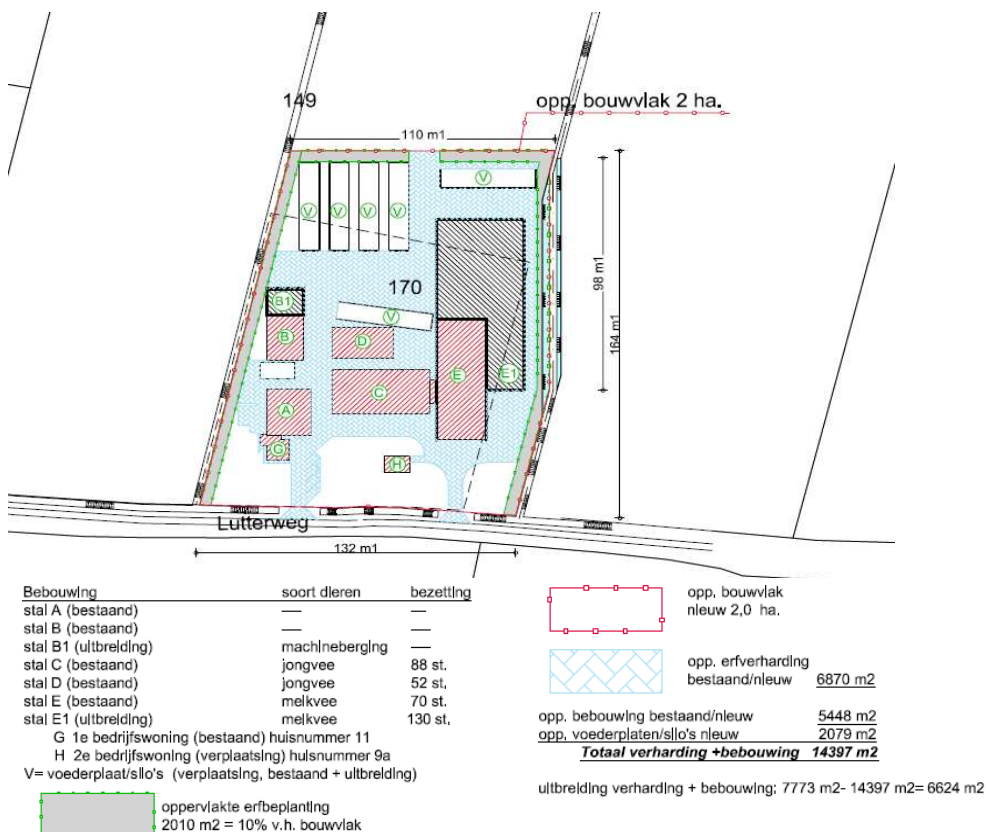 149
opp. bouwvlak 2 ha.
110 m1
V
V V V V
170
98 m1
164 m1
B1
V
B
D
E
E1
C
A
G
H
Lutterweg
132 m1
Bebouwing soort dieren bezetting
stal A (bestaand) — —
stal B (bestaand) — —
stal B1 (uitbreiding) machineberging —
stal C (bestaand) jongvee 88 st.
stal D (bestaand) jongvee 52 st.
stal E (bestaand) melkvee 70 st.
stal E1 (uitbreiding) melkvee 130 st.
G 1e bedrijfswoning (bestaand) huisnummer 11
H 2e bedrijfswoning (verplaatsing) huisnummer 9a
V= voederplaat/silo's (verplaatsing, bestaand + uitbreiding)
oppervlakte erfbeplanting
2010 m2 = 10% v.h. bouwvlak
opp. bouwvlak
nieuw 2,0 ha.
opp. erfverharding
bestaand/nieuw 6870 m2
opp. bebouwing bestaand/nieuw 5448 m2
opp. voederplaten/silo's nieuw 2079 m2
Totaal verharding +bebouwing 14397 m2
uitbreiding verharding + bebouwing: 7773 m2- 14397 m2= 6624 m2